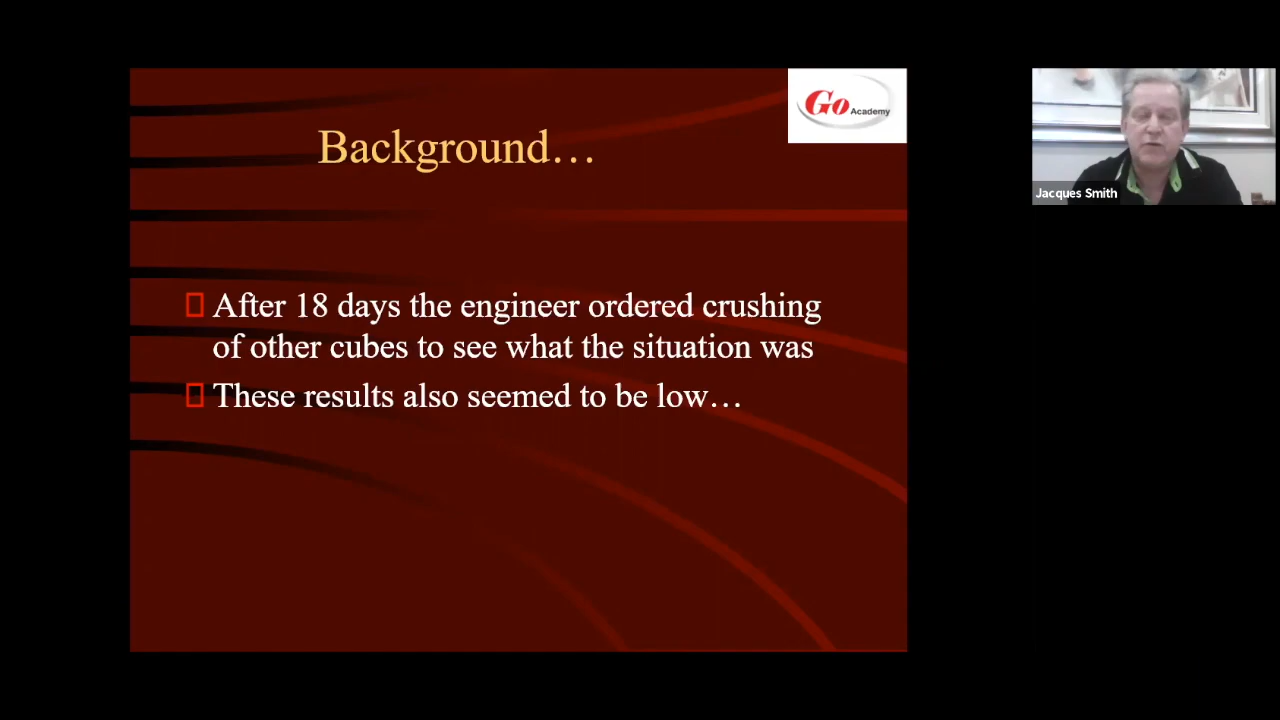 Go Academy
Background…
After 18 days the engineer ordered crushing
of other cubes to see what the situation was
These results also seemed to be low…
Jacques Smith